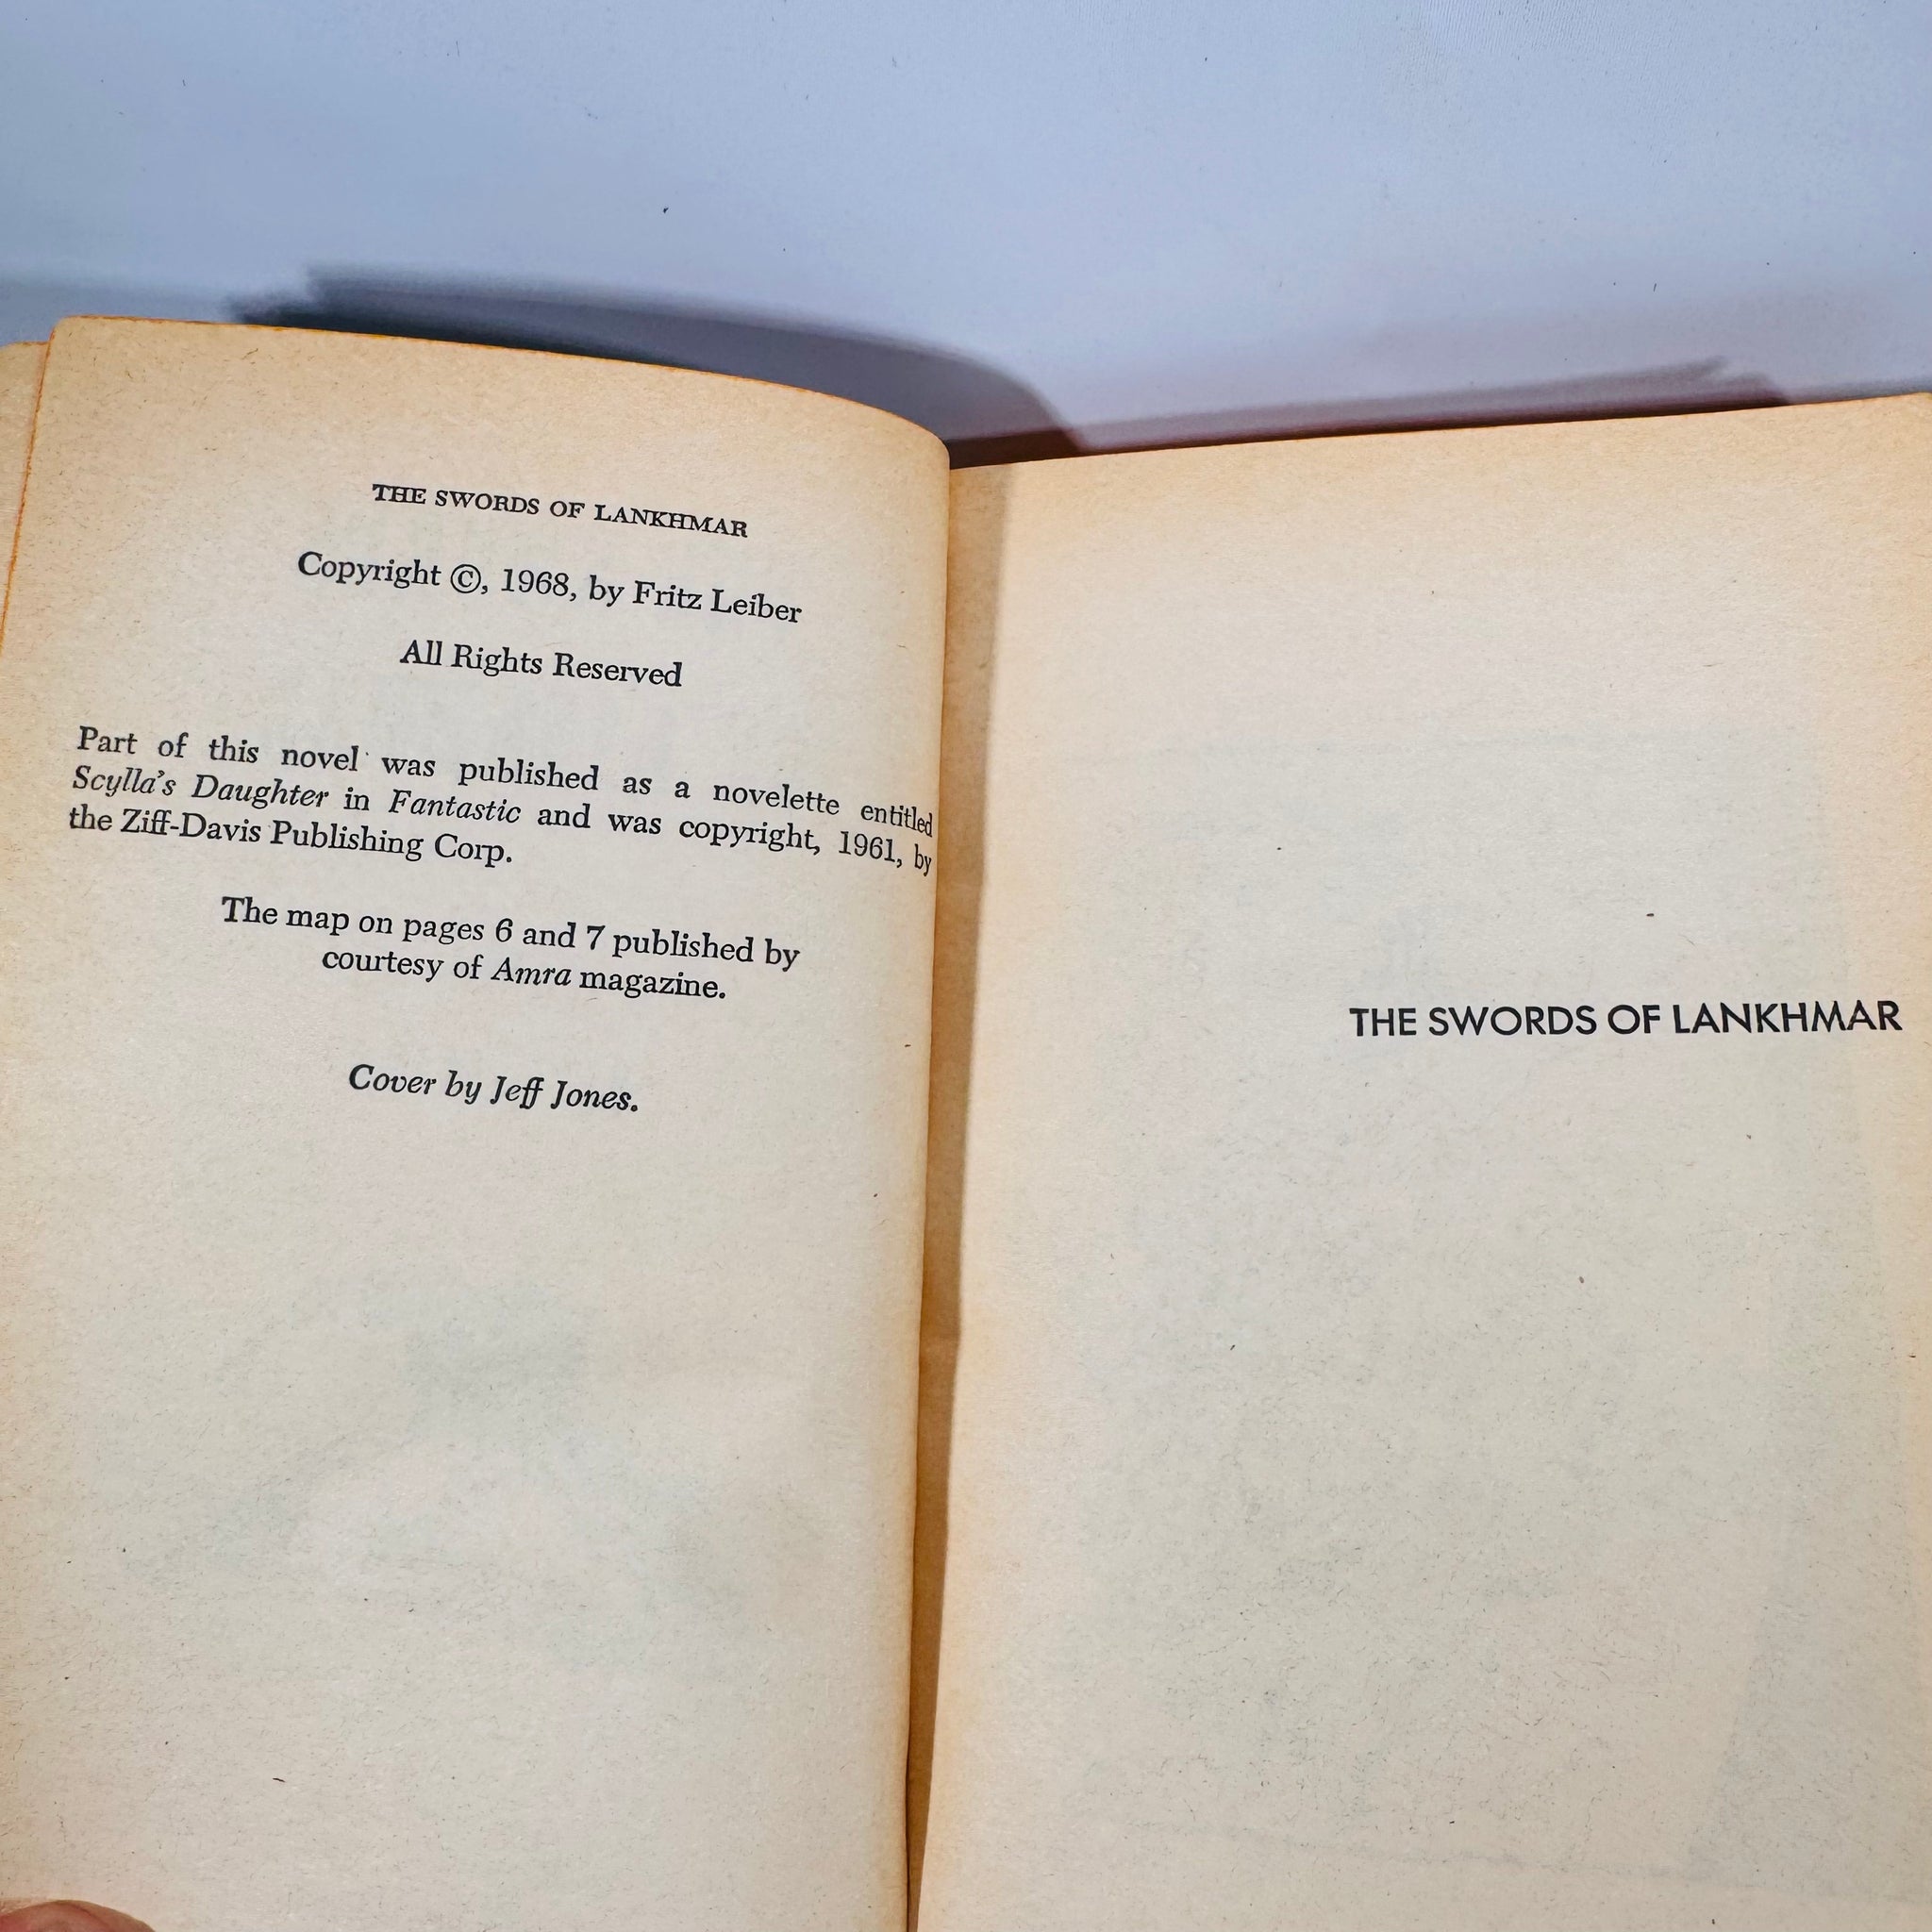 THE SWORDS OF LANKHMAR
Copyright ©, 1968, by Fritz Leiber
All Rights Reserved
Part of this novel was published as a novelette entitled
Scylla's Daughter in Fantastic and was copyright, 1961, by
the Ziff-Davis Publishing Corp.
The map on pages 6 and 7 published by
courtesy of Amra magazine.
Cover by Jeff Jones.
THE SWORDS OF LANKHMAR